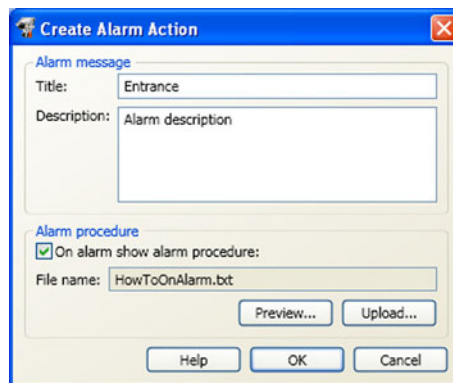 Create Alarm Action
Alarm message
Title: Entrance
Description: Alarm description
Alarm procedure
On alarm show alarm procedure:
File name: HowToOnAlarm.txt
Preview... Upload...
Help OK Cancel